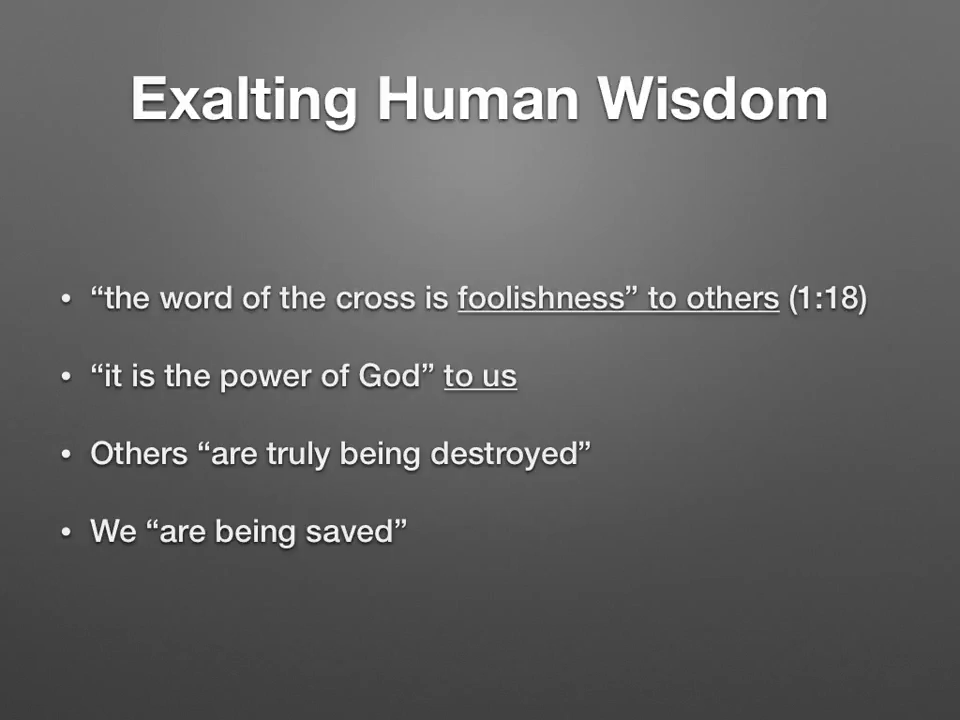 Exalting Human Wisdom
• “the word of the cross is foolishness” to others (1:18)
• “it is the power of God” to us
• Others “are truly being destroyed”
• We “are being saved”